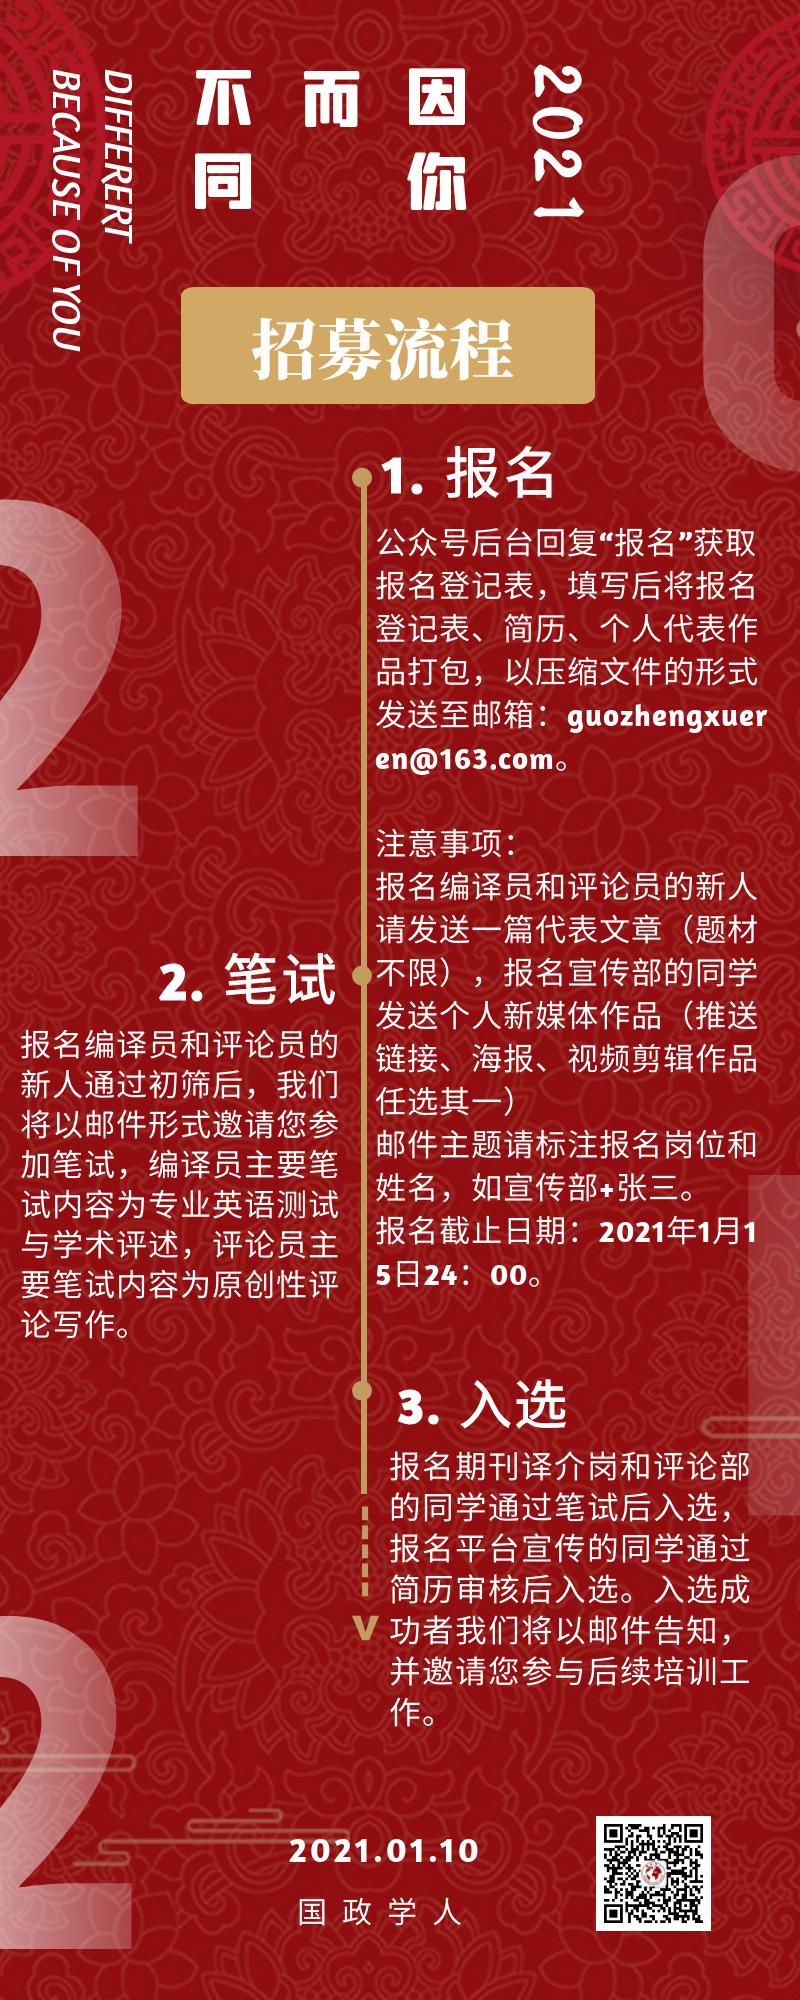 2021
因你
而
不同
DIFFERERT
BECAUSE OF YOU
招募流程
1. 报名
公众号后台回复“报名”获取
报名登记表，填写后将报名
登记表、简历、个人代表作
品打包，以压缩文件的形式
发送至邮箱：guozhengxuer
en@163.com。
注意事项：
报名编译员和评论员的新人
请发送一篇代表文章（题材
不限），报名宣传部的同学
发送个人新媒体作品（推送
链接、海报、视频剪辑作品
任选其一）
邮件主题请标注报名岗位和
姓名，如宣传部+张三。
报名截止日期：2021年1月1
5日24：00。
2. 笔试
报名编译员和评论员的
新人通过初筛后，我们
将以邮件形式邀请您参
加笔试，编译员主要笔
试内容为专业英语测试
与学术评述，评论员主
要笔试内容为原创性评
论写作。
3. 入选
报名期刊译介岗和评论部
的同学通过笔试后入选，
报名平台宣传的同学通过
简历审核后入选。入选成
功者我们将以邮件告知，
并邀请您参与后续培训工
作。
2021.01.10
国政学人
2
0
2
1